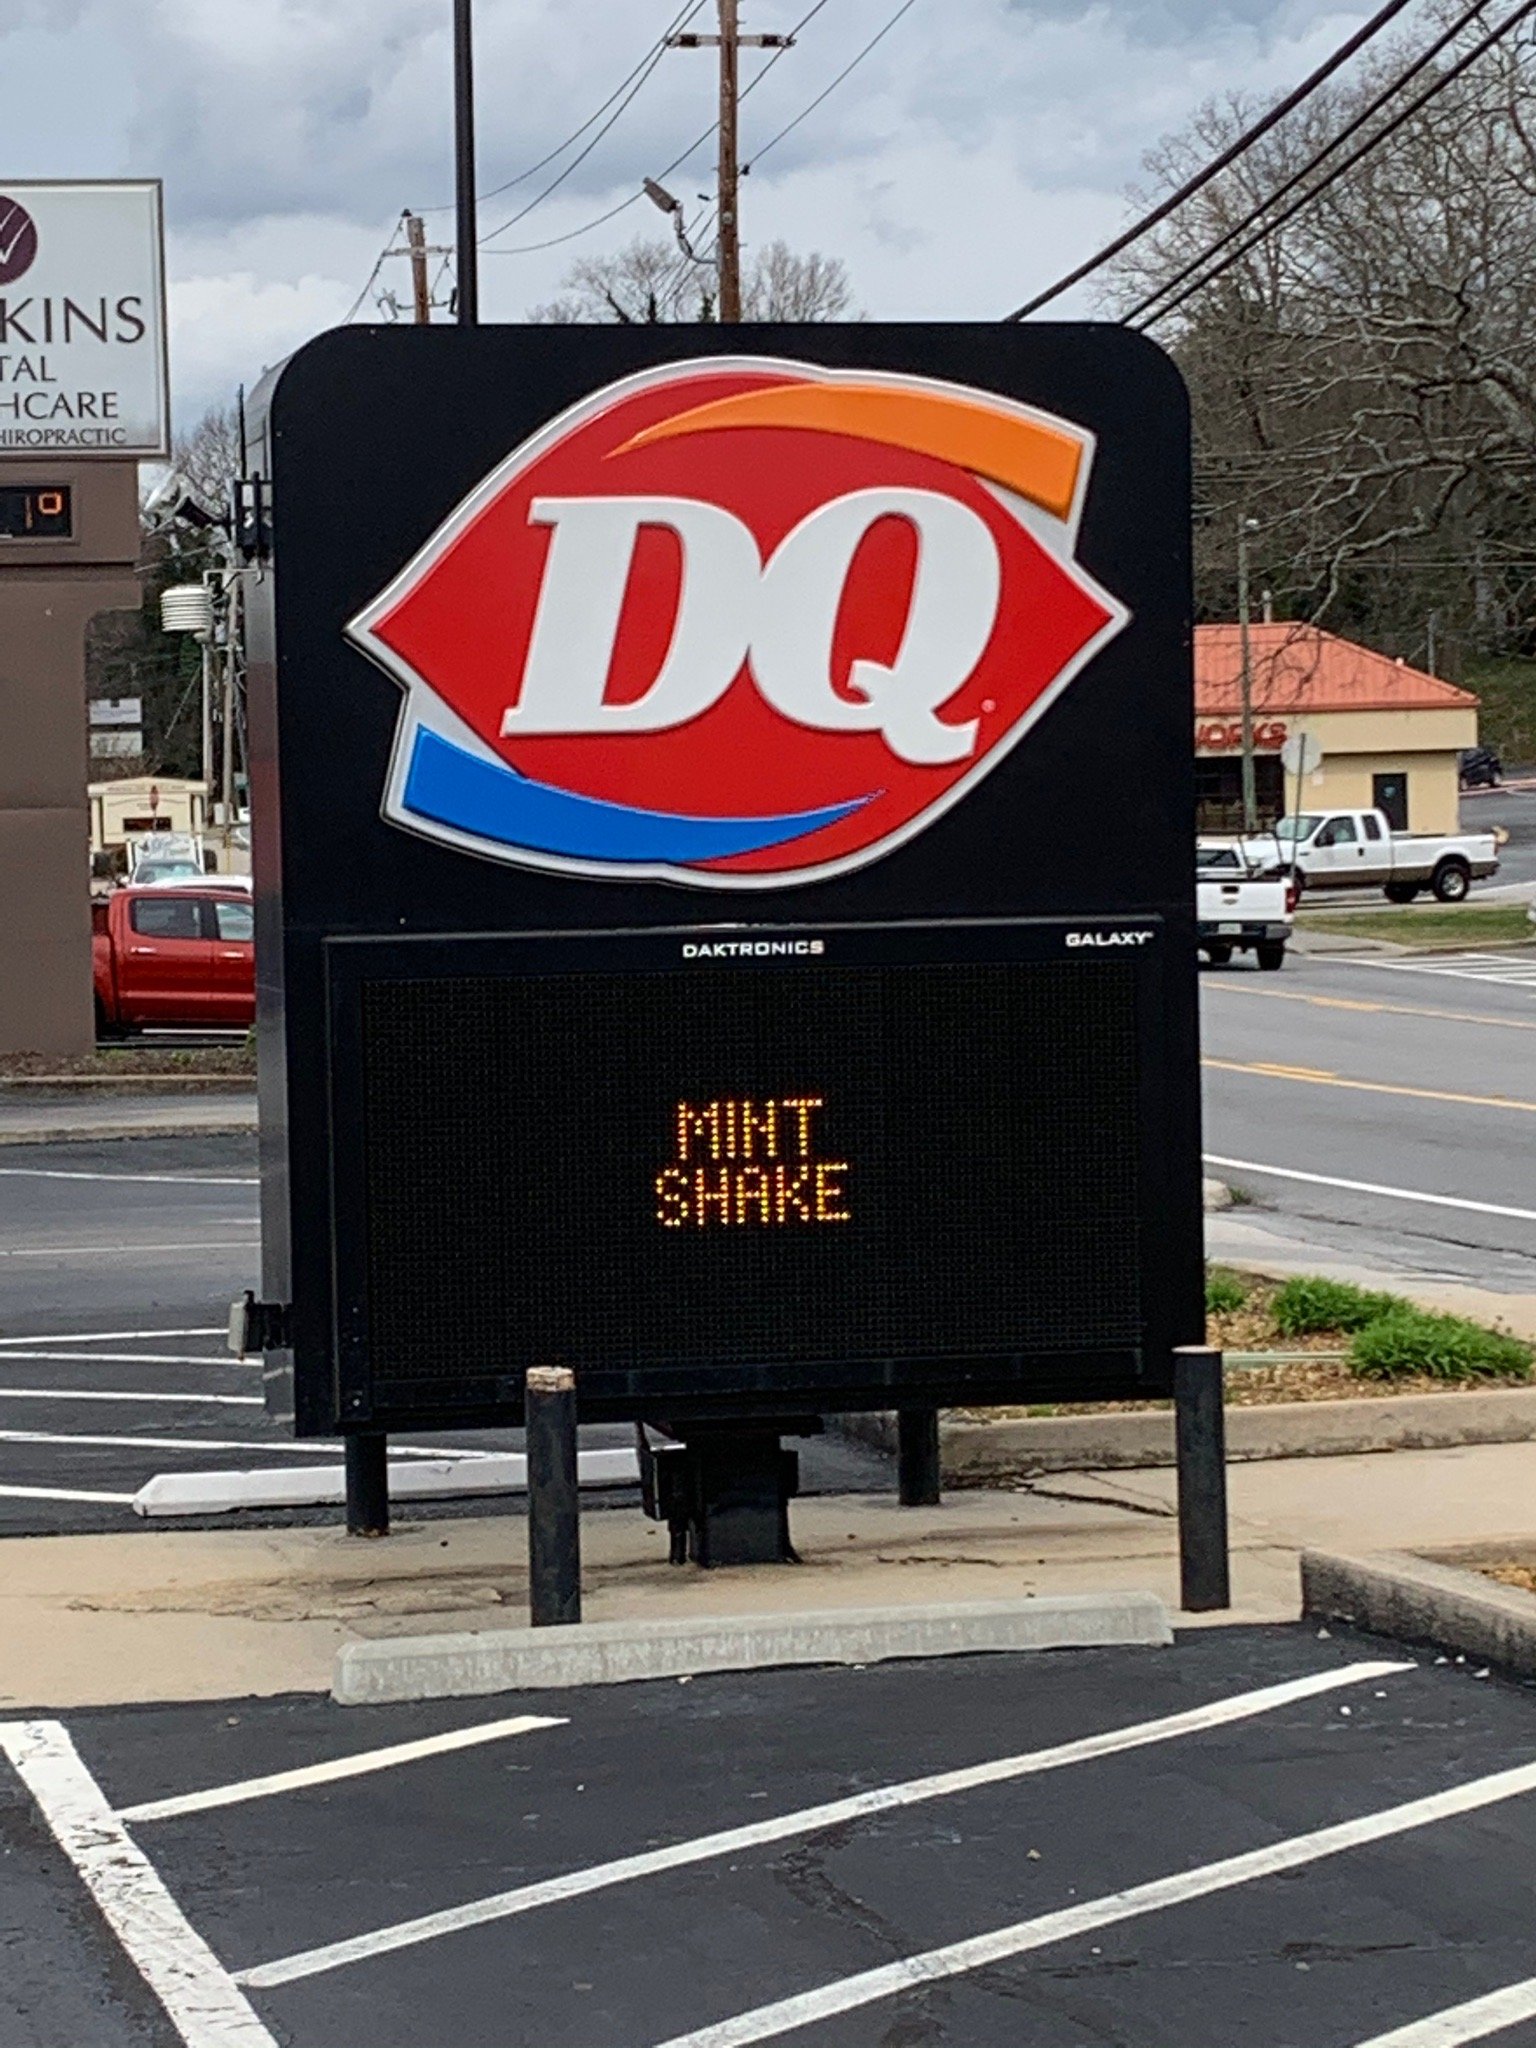 KINS
TAL
HCARE
HIROPRACTIC
DQ
DAKTRONICS
GALAXY
MINT
SHAKE